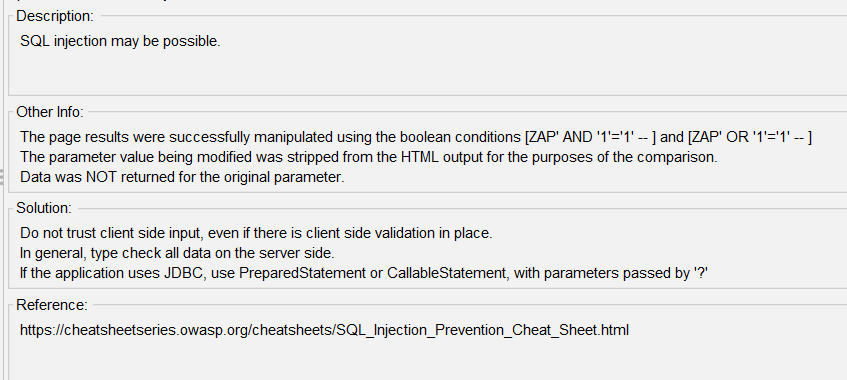 Description:
SQL injection may be possible.
Other Info:
The page results were successfully manipulated using the boolean conditions [ZAP' AND '1'='1' -- ] and [ZAP' OR '1'='1' -- ]
The parameter value being modified was stripped from the HTML output for the purposes of the comparison.
Data was NOT returned for the original parameter.
Solution:
Do not trust client side input, even if there is client side validation in place.
In general, type check all data on the server side.
If the application uses JDBC, use PreparedStatement or CallableStatement, with parameters passed by '?'
Reference:
https://cheatsheetseries.owasp.org/cheatsheets/SQL_Injection_Prevention_Cheat_Sheet.html